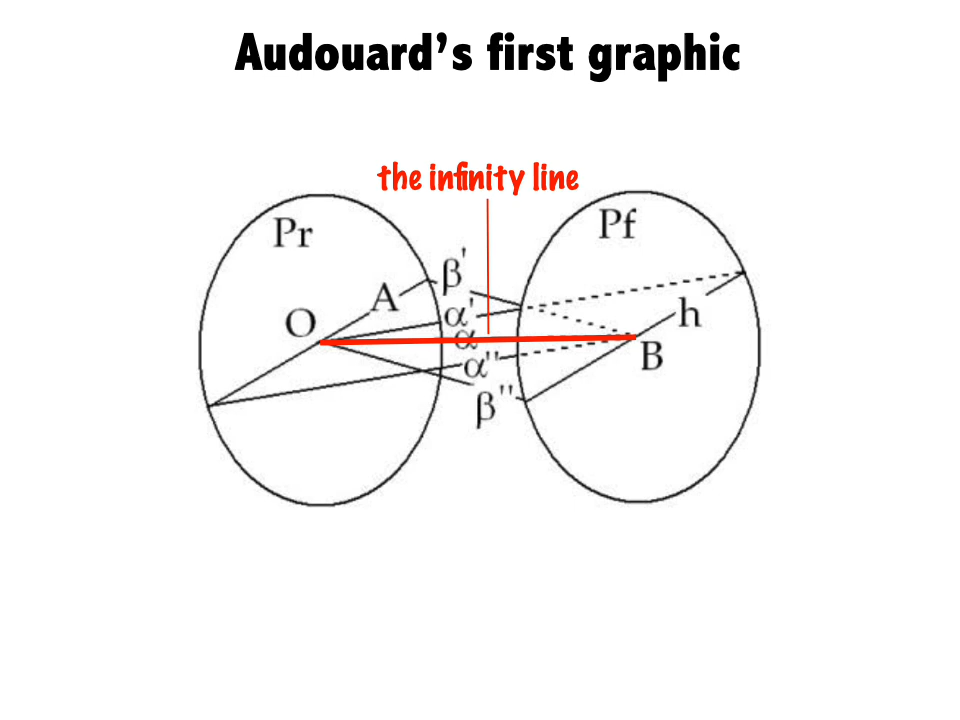 Audouard’s first graphic
the infinity line
Pr
Pf
β'
A
h
O
α'
α
B
α''
β''